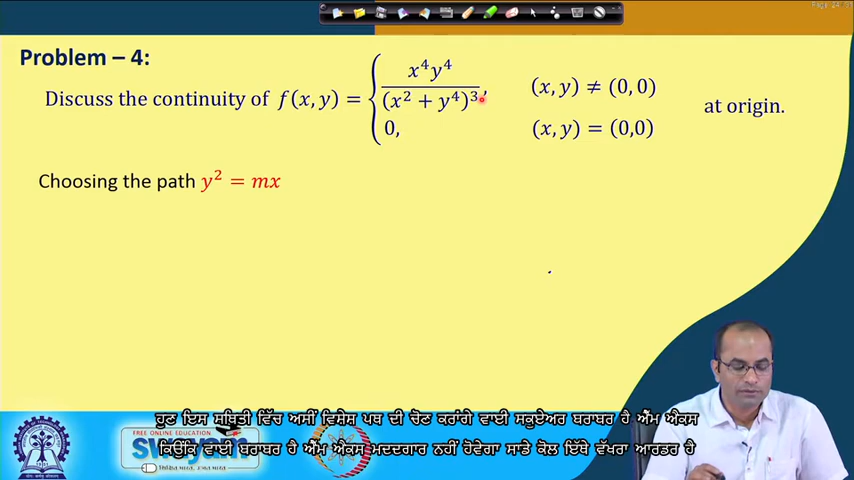 Problem – 4:
Discuss the continuity of f(x, y) = { x⁴y⁴ / (x² + y⁴)³, (x, y) ≠ (0, 0)
0, (x, y) = (0,0) at origin.
Choosing the path y² = mx
FREE ONLINE EDUCATION
swayam
ਹੁਣ ਇਸ ਸਥਿਤੀ ਵਿੱਚ ਅਸੀਂ ਵਿਸ਼ੇਸ਼ ਪਥ ਦੀ ਚੋਣ ਕਰਾਂਗੇ ਵਾਈ ਸਕੁਏਅਰ ਬਰਾਬਰ ਹੈ ਐੱਮ ਐਕਸ
ਕਿਉਂਕਿ ਵਾਈ ਬਰਾਬਰ ਹੈ ਐੱਮ ਐਕਸ ਮਦਦਗਾਰ ਨਹੀਂ ਹੋਵੇਗਾ ਸਾਡੇ ਕੋਲ ਇੱਥੇ ਵੱਖਰਾ ਆਰਡਰ ਹੈ